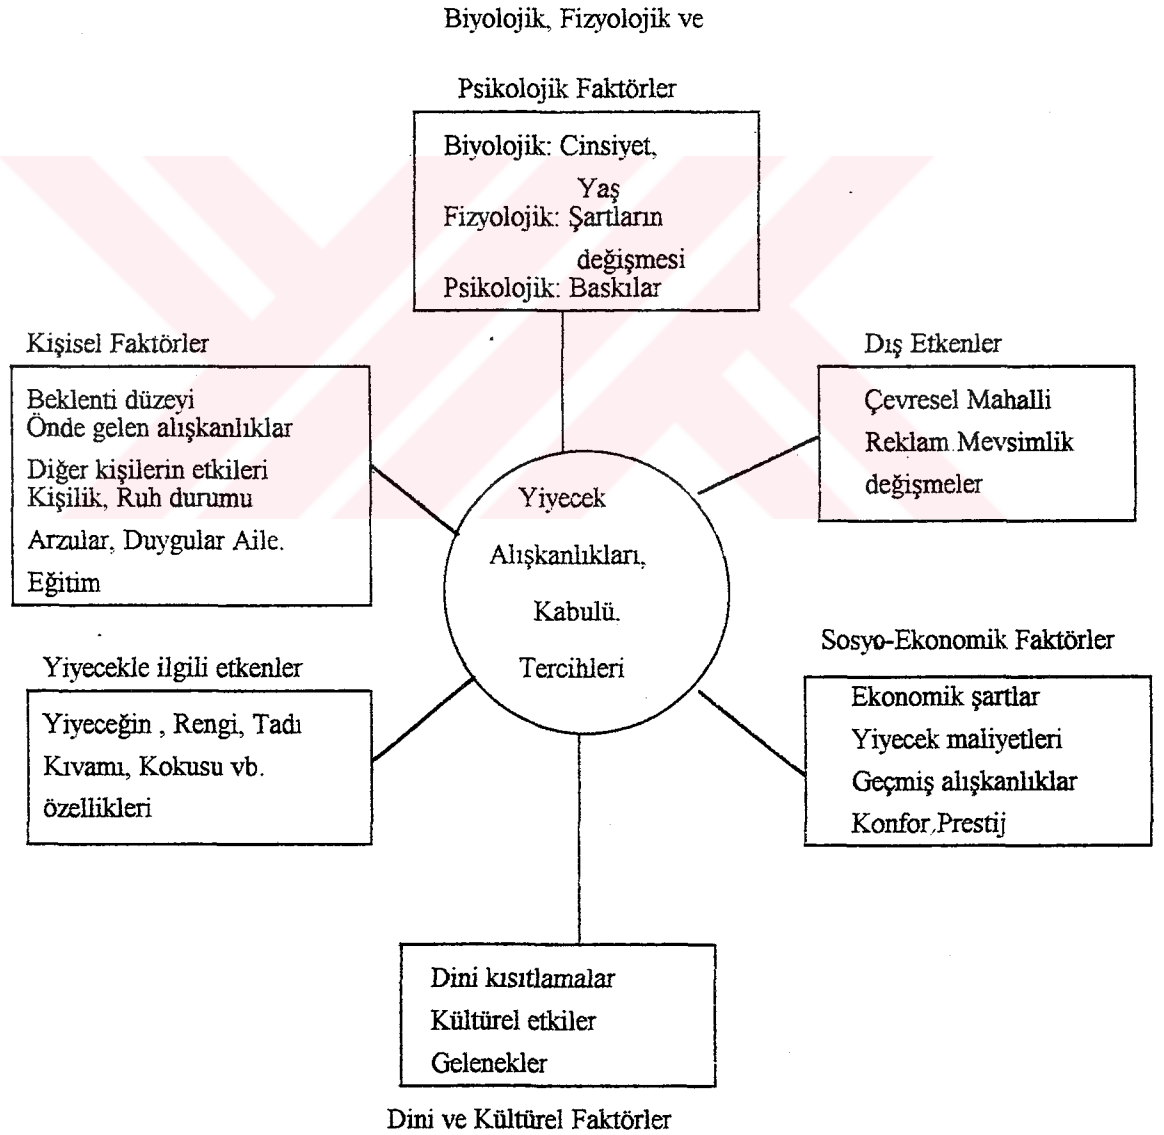 Biyolojik, Fizyolojik ve
Psikolojik Faktörler
Biyolojik: Cinsiyet,
Yaş
Fizyolojik: Şartların
değişmesi
Psikolojik: Baskılar
Kişisel Faktörler
Beklenti düzeyi
Önde gelen alışkanlıklar
Diğer kişilerin etkileri
Kişilik, Ruh durumu
Arzular, Duygular Aile.
Eğitim
Dış Etkenler
Çevresel Mahalli
Reklam Mevsimlik
değişmeler
Yiyecek
Alışkanlıkları,
Kabulü.
Tercihleri
Yiyecekle ilgili etkenler
Yiyeceğin , Rengi, Tadı
Kıvamı, Kokusu vb.
özellikleri
Sosyo-Ekonomik Faktörler
Ekonomik şartlar
Yiyecek maliyetleri
Geçmiş alışkanlıklar
Konfor,Prestij
Dini kısıtlamalar
Kültürel etkiler
Gelenekler
Dini ve Kültürel Faktörler